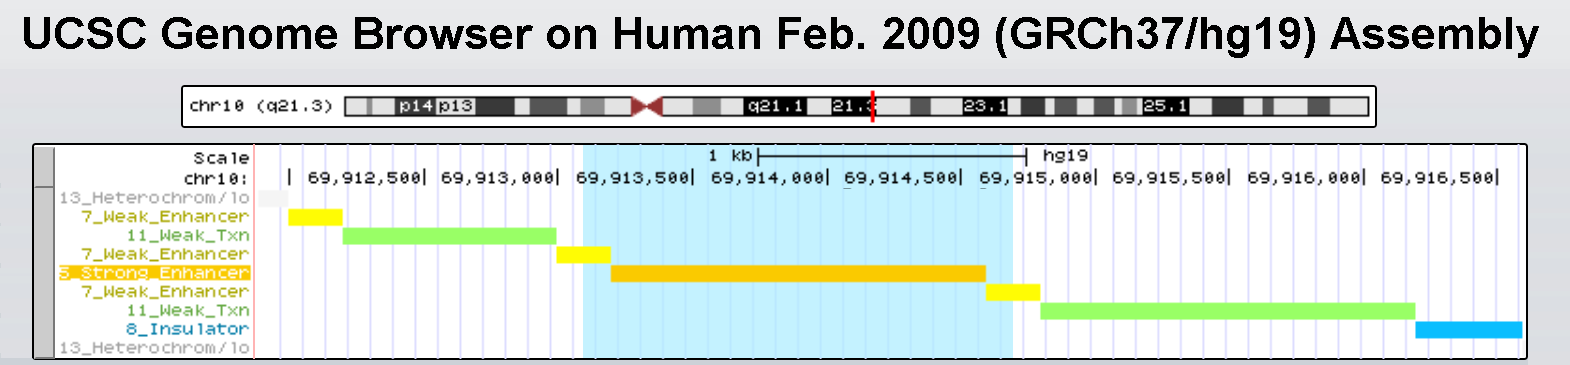 UCSC Genome Browser on Human Feb. 2009 (GRCh37/hg19) Assembly
chr10 (q21.3) p14 p13 q21.1 21.3 23.1 25.1
Scale 1 kb hg19
chr10: 69,912,500 69,913,000 69,913,500 69,914,000 69,914,500 69,915,000 69,915,500 69,916,000 69,916,500
13_Heterochrom/lo
7_Weak_Enhancer
11_Weak_Txn
7_Weak_Enhancer
5_Strong_Enhancer
7_Weak_Enhancer
11_Weak_Txn
8_Insulator
13_Heterochrom/lo